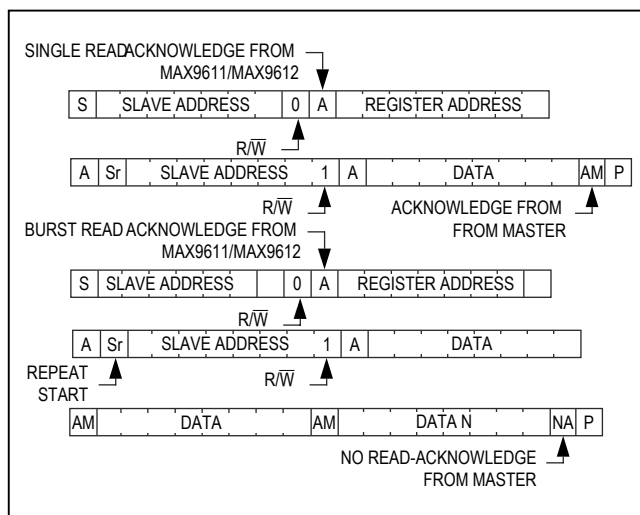 SINGLE READACKNOWLEDGE FROM
MAX9611/MAX9612
S SLAVE ADDRESS 0 A REGISTER ADDRESS
R/W̅
A Sr SLAVE ADDRESS 1 A DATA AM P
R/W̅ ACKNOWLEDGE FROM
FROM MASTER
BURST READ ACKNOWLEDGE FROM
MAX9611/MAX9612
S SLAVE ADDRESS 0 A REGISTER ADDRESS
R/W̅
A Sr SLAVE ADDRESS 1 A DATA
REPEAT
START
R/W̅
AM DATA AM DATA N NA P
NO READ-ACKNOWLEDGE
FROM MASTER